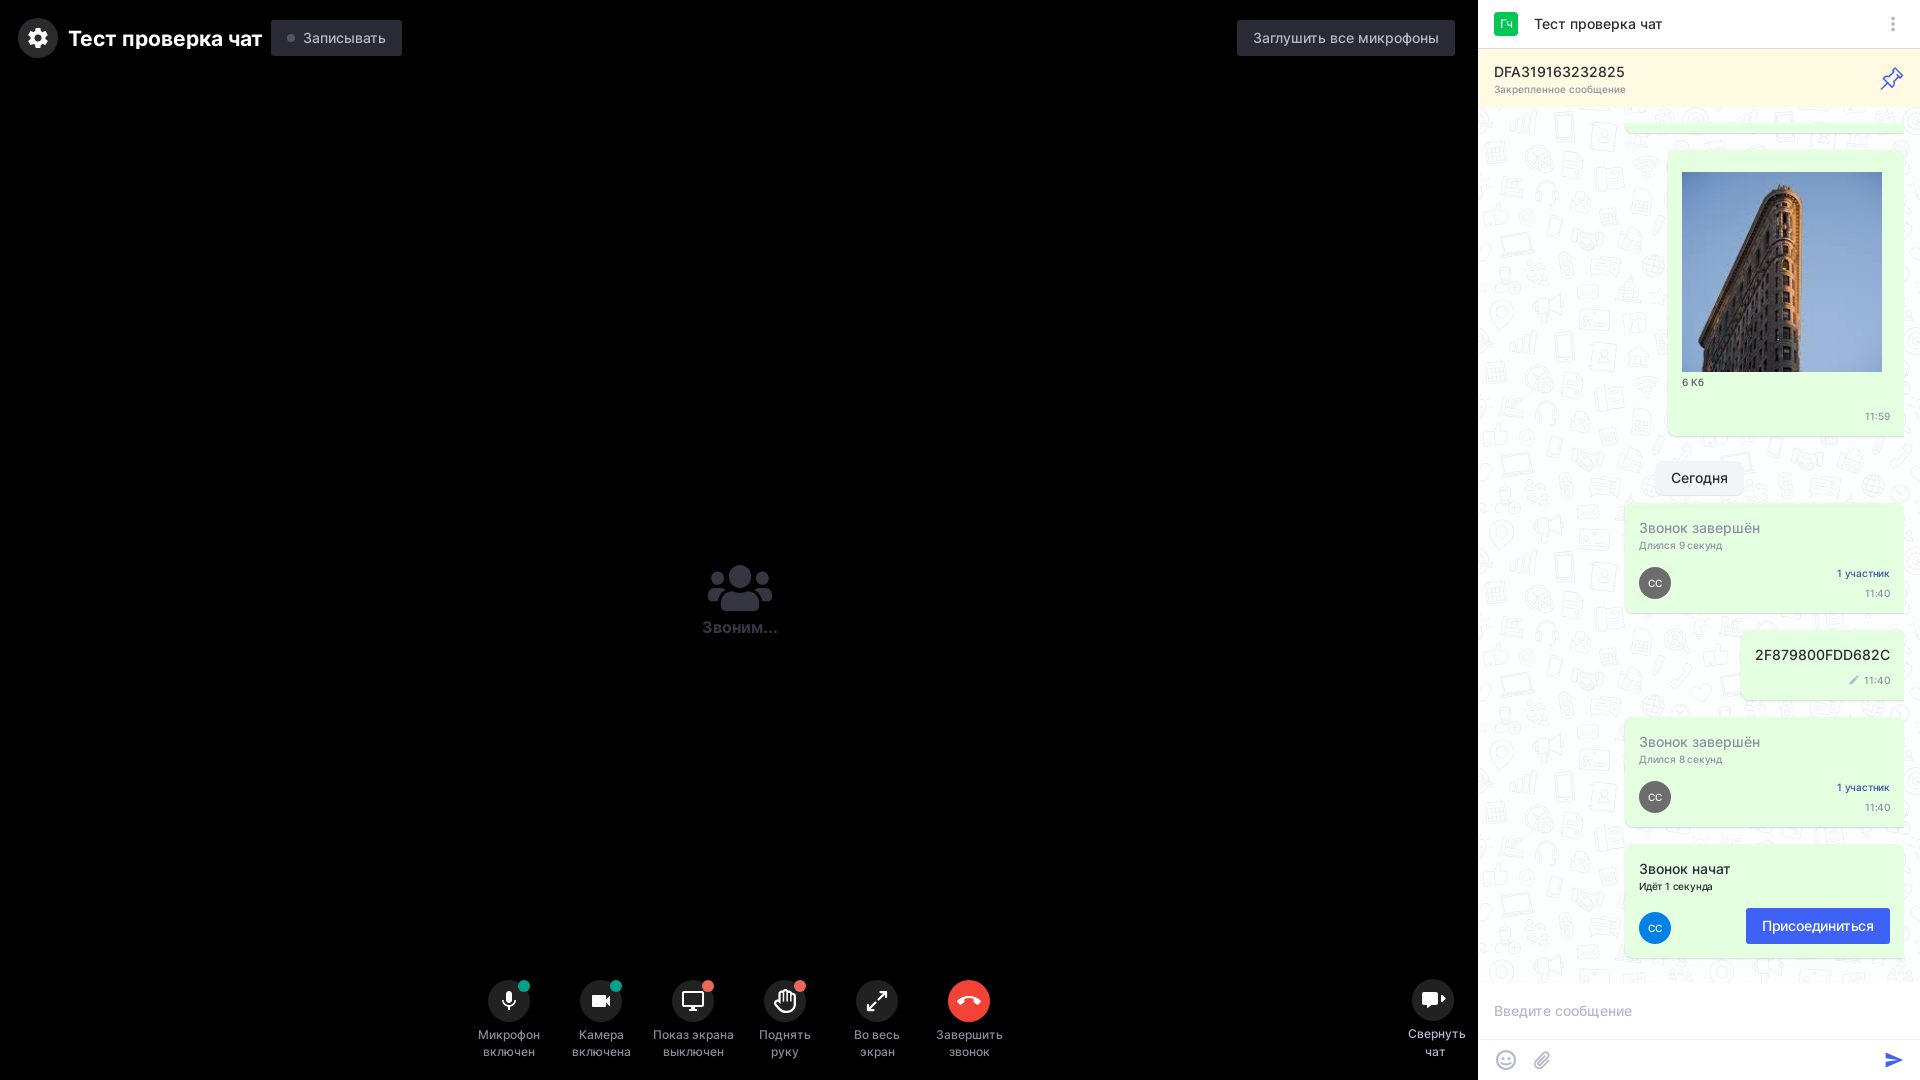 Тест проверка чат
Записывать
Заглушить все микрофоны
Звоним...
Микрофон
включен
Камера
включена
Показ экрана
выключен
Поднять
руку
Во весь
экран
Завершить
звонок
Свернуть
чат
Гч
Тест проверка чат
DFA319163232825
Закрепленное сообщение
6 Кб
11:59
Сегодня
Звонок завершён
Длился 9 секунд
СС
1 участник
11:40
2F879800FDD682C
11:40
Звонок завершён
Длился 8 секунд
СС
1 участник
11:40
Звонок начат
Идёт 1 секунда
СС
Присоединиться
Введите сообщение